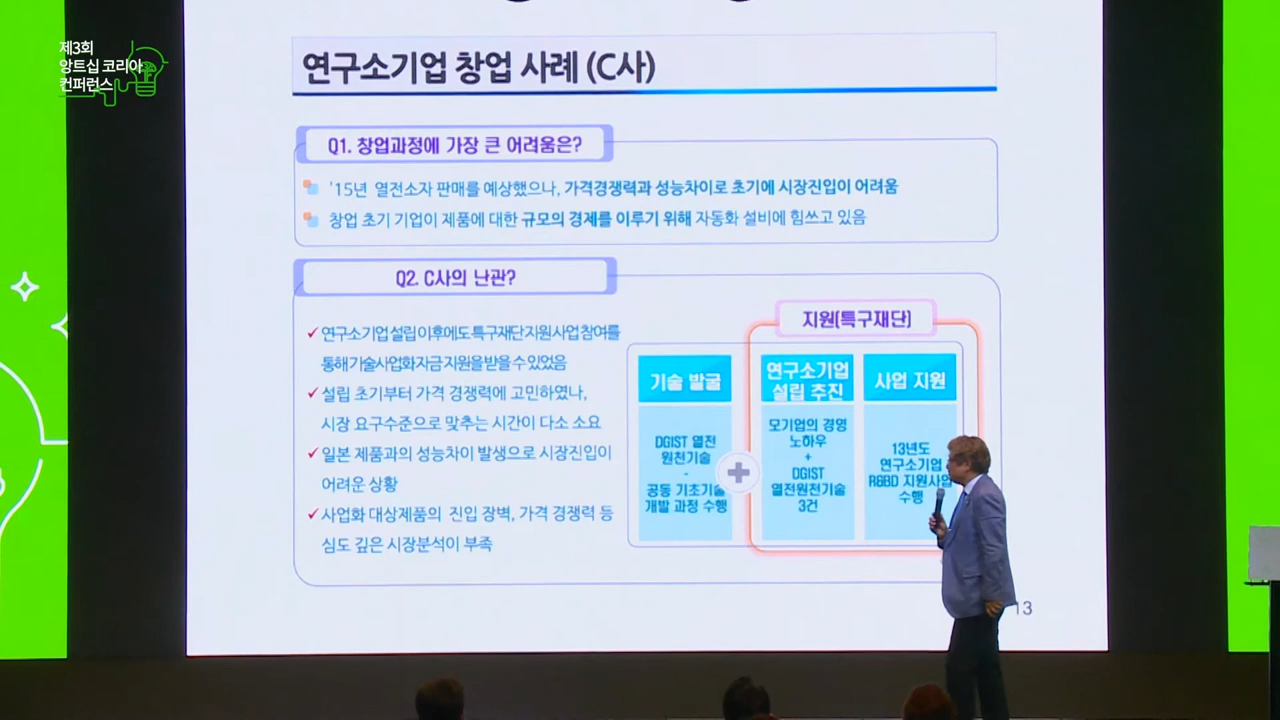 제3회
앙트십 코리아
컨퍼런스
연구소기업 창업 사례 (C사)
Q1. 창업과정에 가장 큰 어려움은?
'15년 열전소자 판매를 예상했으나, 가격경쟁력과 성능차이로 초기에 시장진입이 어려움
창업 초기 기업이 제품에 대한 규모의 경제를 이루기 위해 자동화 설비에 힘쓰고 있음
Q2. C사의 난관?
✓ 연구소기업 설립 이후에도 특구재단 지원 사업 참여를
통해 기술사업화 자금 지원을 받을 수 있었음
✓ 설립 초기부터 가격 경쟁력에 고민하였나,
시장 요구수준으로 맞추는 시간이 다소 소요
✓ 일본 제품과의 성능차이 발생으로 시장진입이
어려운 상황
✓ 사업화 대상제품의 진입 장벽, 가격 경쟁력 등
심도 깊은 시장분석이 부족
지원(특구재단)
기술 발굴
DGIST 열전
원천기술
-
공동 기초기술
개발 과정 수행
+
연구소기업
설립 추진
모기업의 경영
노하우
+
DGIST
열전원천기술
3건
사업 지원
13년도
연구소기업
R&BD 지원사업
수행
13